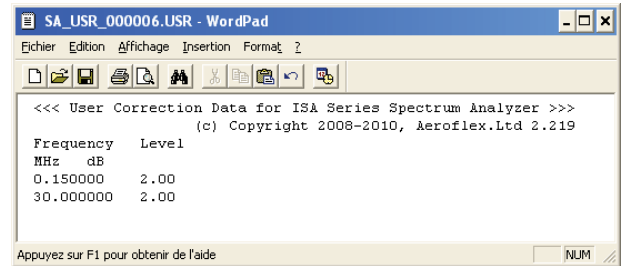 SA_USR_000006.USR - WordPad
Fichier Edition Affichage Insertion Format ?
<<< User Correction Data for ISA Series Spectrum Analyzer >>>
(c) Copyright 2008-2010, Aeroflex.Ltd 2.219
Frequency Level
MHz dB
0.150000 2.00
30.000000 2.00
Appuyez sur F1 pour obtenir de l'aide NUM